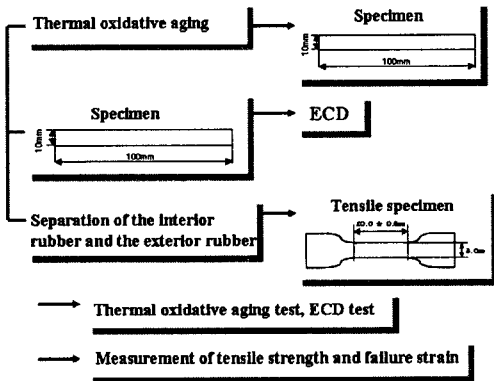 Thermal oxidative aging
Specimen
10mm
100mm
Specimen
10mm
100mm
ECD
Separation of the interior
rubber and the exterior rubber
Tensile specimen
Thermal oxidative aging test, ECD test
Measurement of tensile strength and failure strain